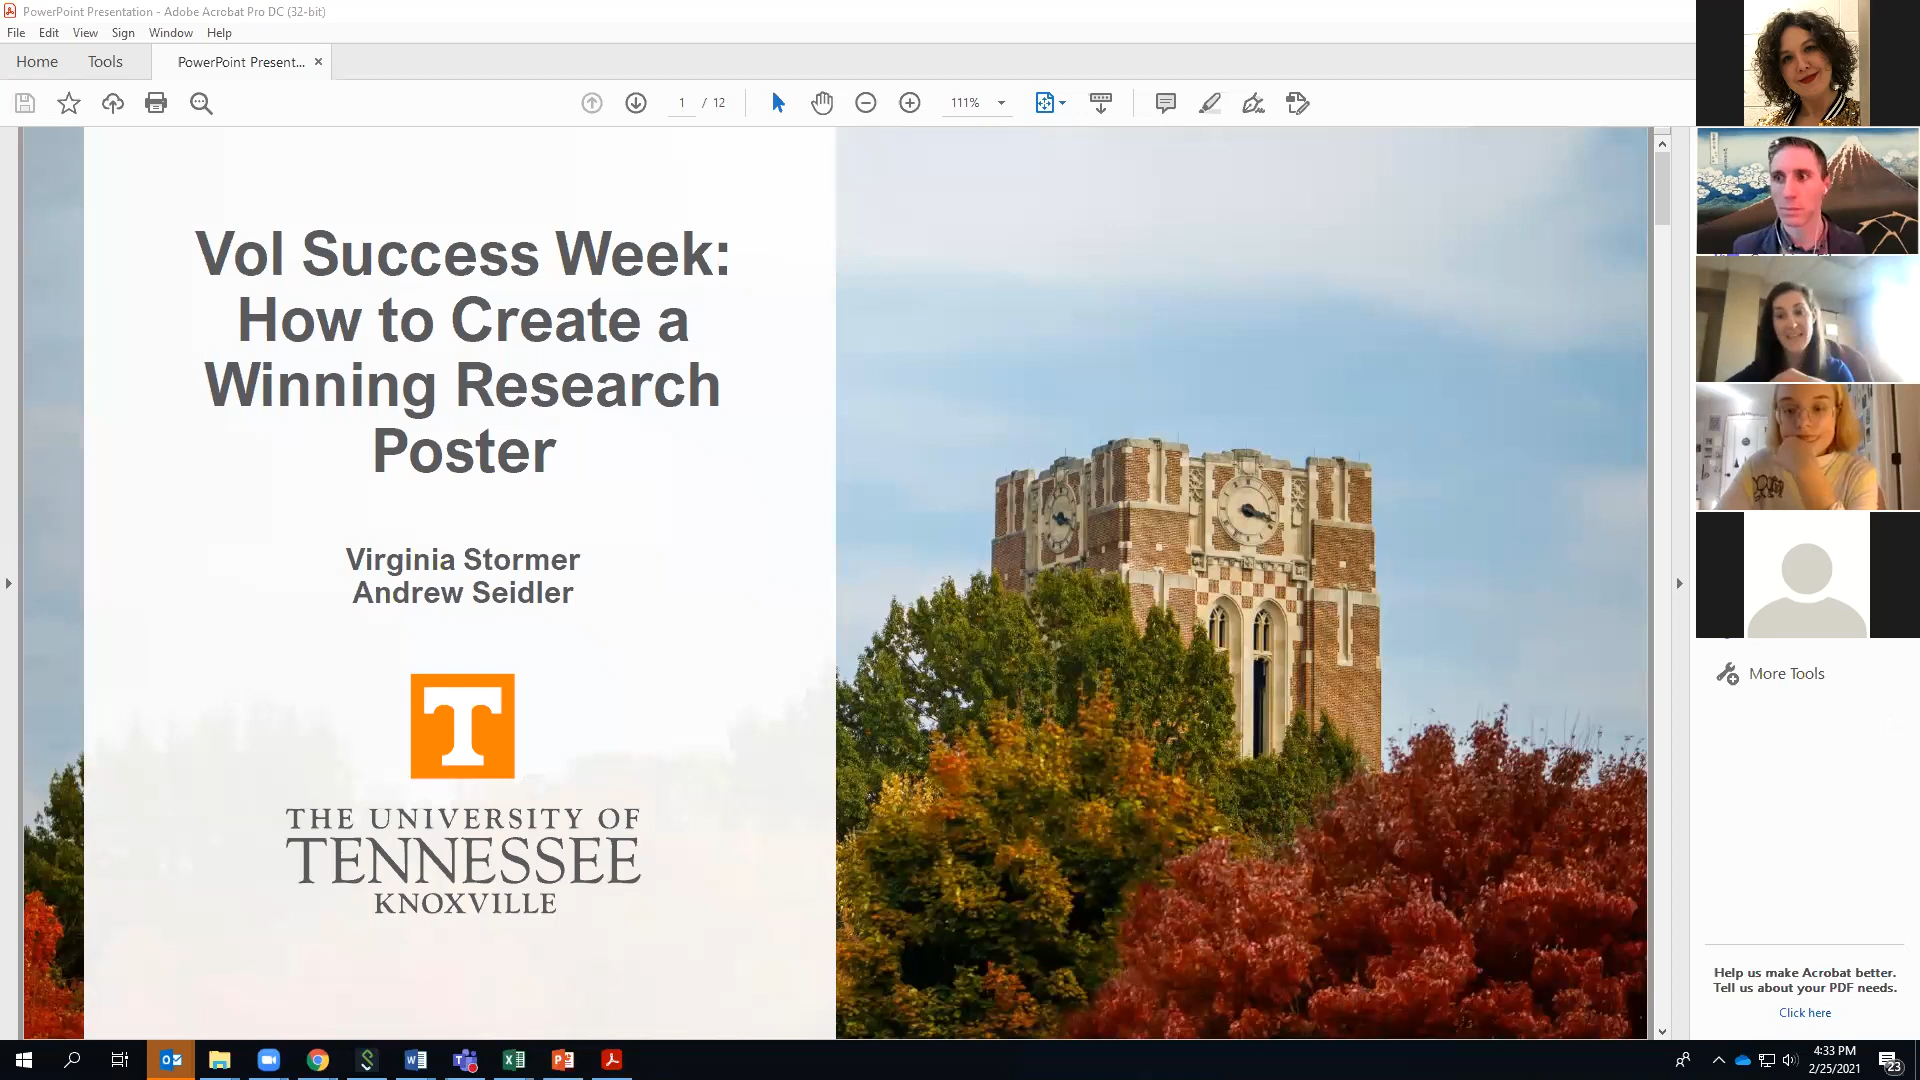 PowerPoint Presentation - Adobe Acrobat Pro DC (32-bit)
File Edit View Sign Window Help
Home Tools PowerPoint Present... ×
1 / 12 111%
Vol Success Week:
How to Create a
Winning Research
Poster
Virginia Stormer
Andrew Seidler
T
THE UNIVERSITY OF
TENNESSEE
KNOXVILLE
More Tools
Help us make Acrobat better.
Tell us about your PDF needs.
Click here
4:33 PM
2/25/2021
23